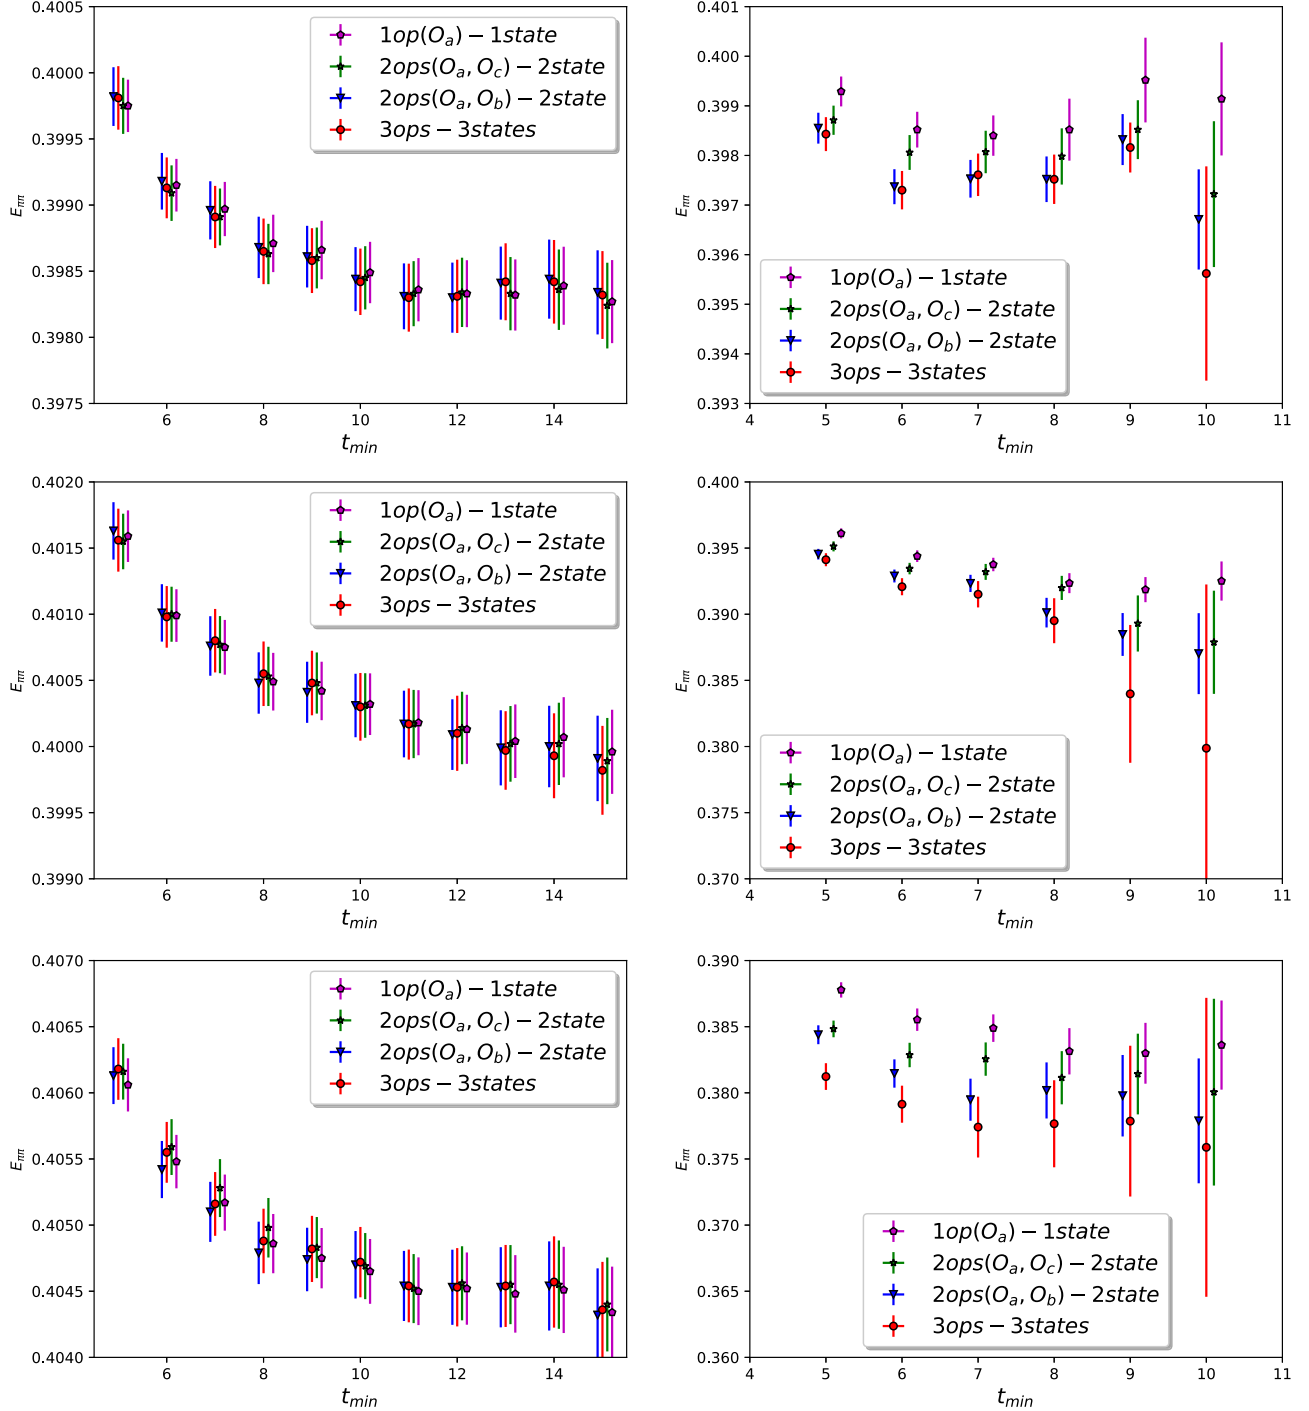 0.4005
0.4000
0.3995
0.3990
0.3985
0.3980
0.3975
E_ππ
6 8 10 12 14
t_min
1op(O_a) − 1state
2ops(O_a, O_c) − 2state
2ops(O_a, O_b) − 2state
3ops − 3states
0.401
0.400
0.399
0.398
0.397
0.396
0.395
0.394
0.393
E_ππ
4 5 6 7 8 9 10 11
t_min
1op(O_a) − 1state
2ops(O_a, O_c) − 2state
2ops(O_a, O_b) − 2state
3ops − 3states
0.4020
0.4015
0.4010
0.4005
0.4000
0.3995
0.3990
E_ππ
6 8 10 12 14
t_min
1op(O_a) − 1state
2ops(O_a, O_c) − 2state
2ops(O_a, O_b) − 2state
3ops − 3states
0.400
0.395
0.390
0.385
0.380
0.375
0.370
E_ππ
4 5 6 7 8 9 10 11
t_min
1op(O_a) − 1state
2ops(O_a, O_c) − 2state
2ops(O_a, O_b) − 2state
3ops − 3states
0.4070
0.4065
0.4060
0.4055
0.4050
0.4045
0.4040
E_ππ
6 8 10 12 14
t_min
1op(O_a) − 1state
2ops(O_a, O_c) − 2state
2ops(O_a, O_b) − 2state
3ops − 3states
0.390
0.385
0.380
0.375
0.370
0.365
0.360
E_ππ
4 5 6 7 8 9 10 11
t_min
1op(O_a) − 1state
2ops(O_a, O_c) − 2state
2ops(O_a, O_b) − 2state
3ops − 3states